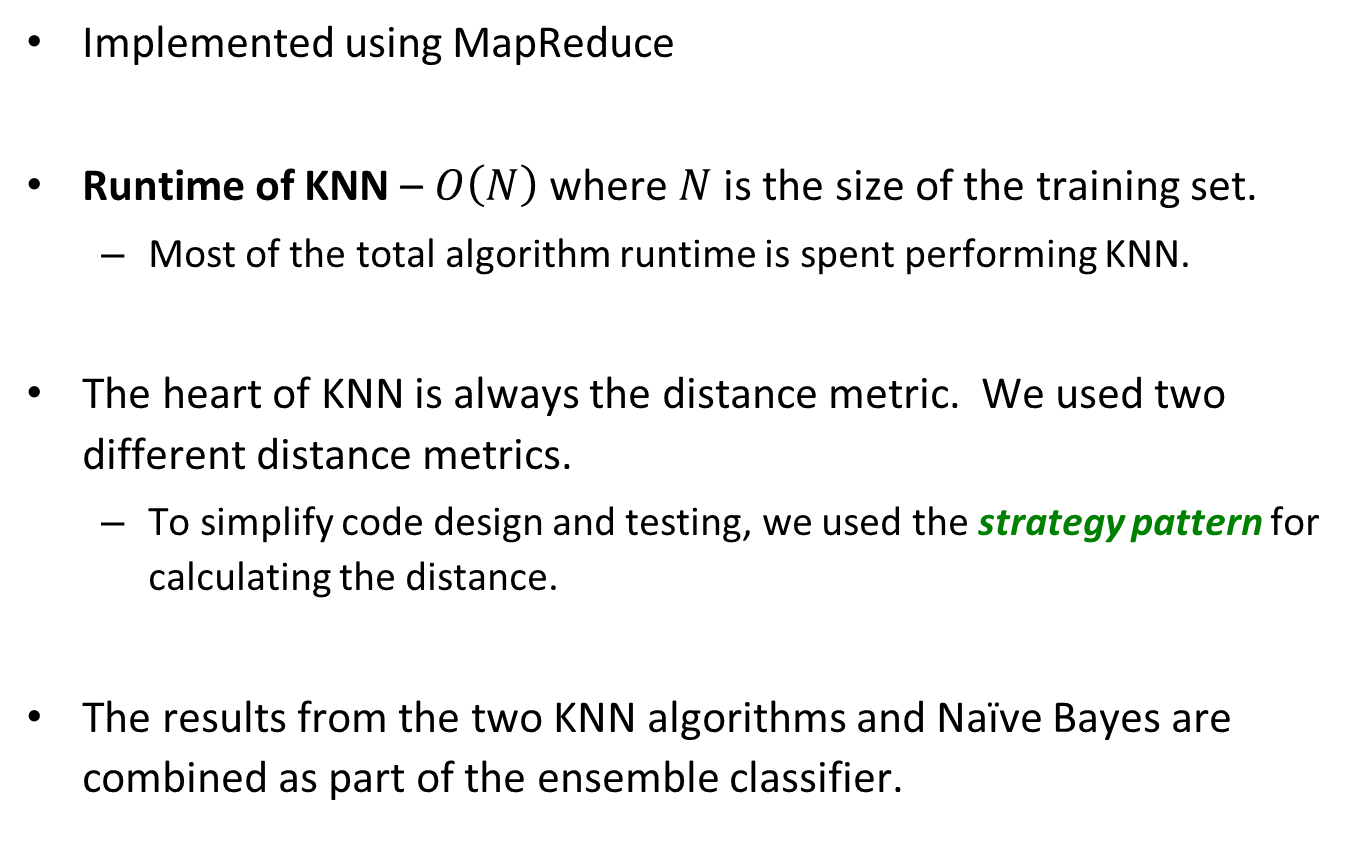 • Implemented using MapReduce
• Runtime of KNN – O(N) where N is the size of the training set.
– Most of the total algorithm runtime is spent performing KNN.
• The heart of KNN is always the distance metric.  We used two
different distance metrics.
– To simplify code design and testing, we used the strategy pattern for
calculating the distance.
• The results from the two KNN algorithms and Naïve Bayes are
combined as part of the ensemble classifier.